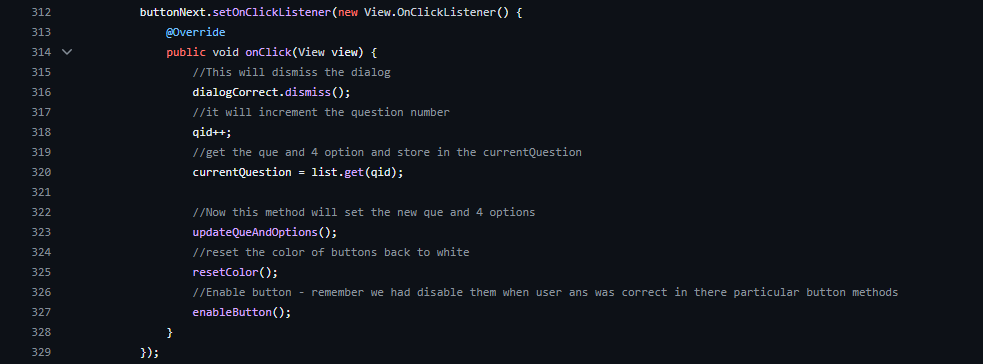 312 buttonNext.setOnClickListener(new View.OnClickListener() {
313 @Override
314 public void onClick(View view) {
315 //This will dismiss the dialog
316 dialogCorrect.dismiss();
317 //it will increment the question number
318 qid++;
319 //get the que and 4 option and store in the currentQuestion
320 currentQuestion = list.get(qid);
321
322 //Now this method will set the new que and 4 options
323 updateQueAndOptions();
324 //reset the color of buttons back to white
325 resetColor();
326 //Enable button - remember we had disable them when user ans was correct in there particular button methods
327 enableButton();
328 }
329 });